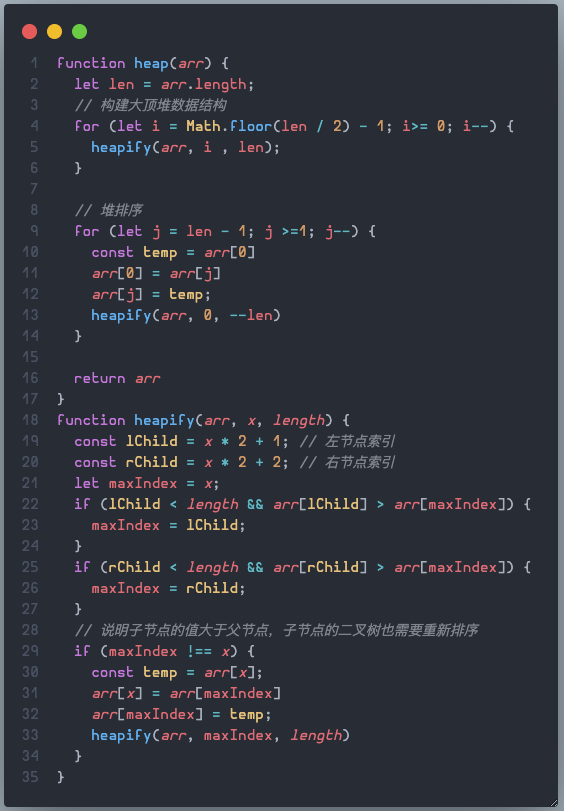 1 function heap(arr) {
2 let len = arr.length;
3 // 构建大顶堆数据结构
4 for (let i = Math.floor(len / 2) - 1; i>= 0; i--) {
5 heapify(arr, i , len);
6 }
7
8 // 堆排序
9 for (let j = len - 1; j >=1; j--) {
10 const temp = arr[0]
11 arr[0] = arr[j]
12 arr[j] = temp;
13 heapify(arr, 0, --len)
14 }
15
16 return arr
17 }
18 function heapify(arr, x, length) {
19 const lChild = x * 2 + 1; // 左节点索引
20 const rChild = x * 2 + 2; // 右节点索引
21 let maxIndex = x;
22 if (lChild < length && arr[lChild] > arr[maxIndex]) {
23 maxIndex = lChild;
24 }
25 if (rChild < length && arr[rChild] > arr[maxIndex]) {
26 maxIndex = rChild;
27 }
28 // 说明子节点的值大于父节点，子节点的二叉树也需要重新排序
29 if (maxIndex !== x) {
30 const temp = arr[x];
31 arr[x] = arr[maxIndex]
32 arr[maxIndex] = temp;
33 heapify(arr, maxIndex, length)
34 }
35 }